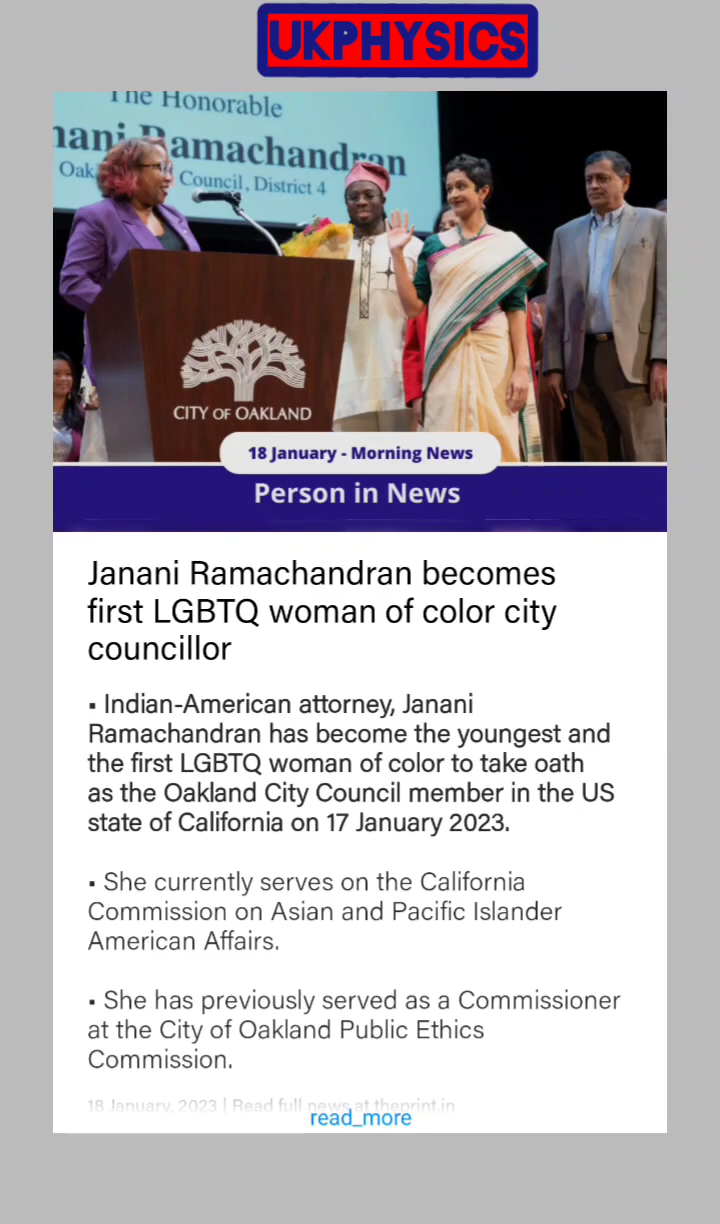 UKPHYSICS
The Honorable
nani Ramachandran
Oak Council, District 4
CITY OF OAKLAND
18 January - Morning News
Person in News
Janani Ramachandran becomes
first LGBTQ woman of color city
councillor
▪ Indian-American attorney, Janani
Ramachandran has become the youngest and
the first LGBTQ woman of color to take oath
as the Oakland City Council member in the US
state of California on 17 January 2023.
▪ She currently serves on the California
Commission on Asian and Pacific Islander
American Affairs.
▪ She has previously served as a Commissioner
at the City of Oakland Public Ethics
Commission.
18 January, 2023 | Read full news at theprint.in
read_more